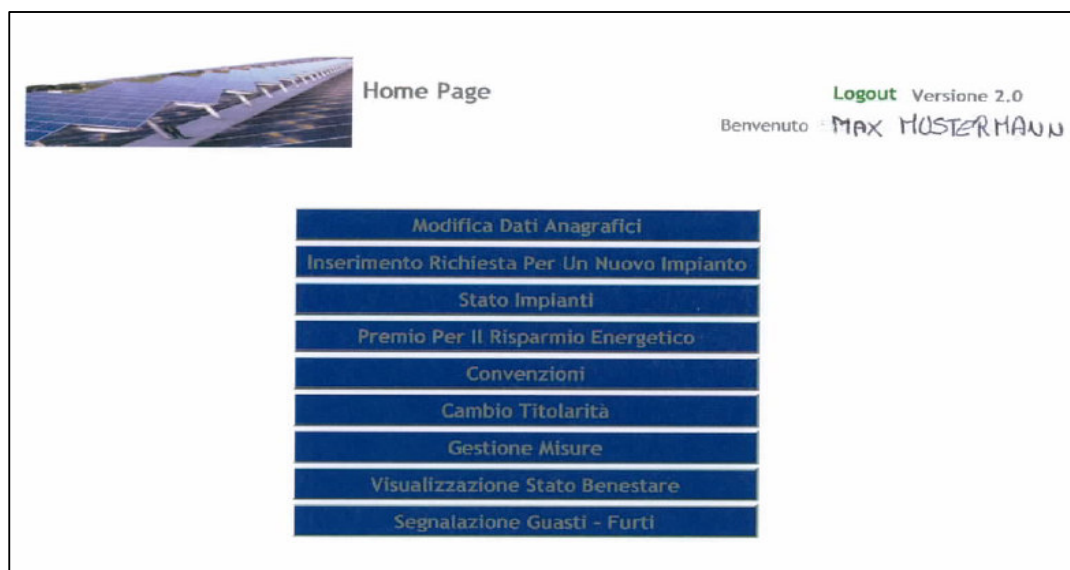 Home Page
Logout Versione 2.0
Benvenuto MAX MUSTERMANN
Modifica Dati Anagrafici
Inserimento Richiesta Per Un Nuovo Impianto
Stato Impianti
Premio Per Il Risparmio Energetico
Convenzioni
Cambio Titolarità
Gestione Misure
Visualizzazione Stato Benestare
Segnalazione Guasti - Furti